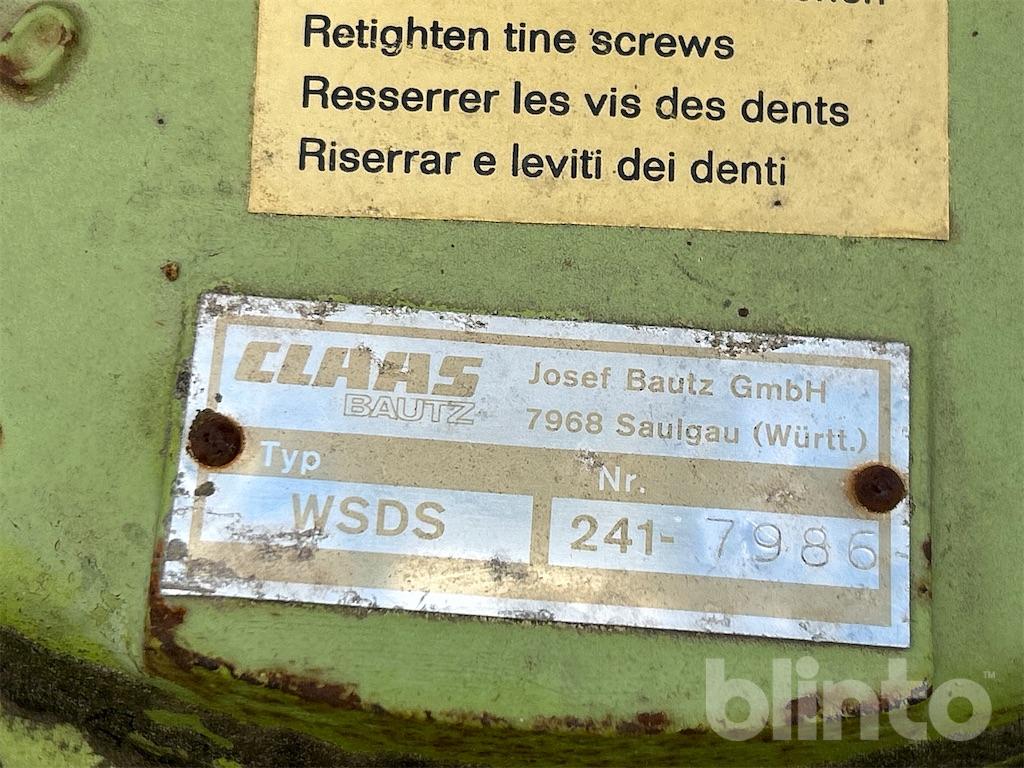 Retighten tine screws
Resserrer les vis des dents
Riserrar e leviti dei denti
CLAAS
BAUTZ
Josef Bautz GmbH
7968 Saulgau (Württ.)
Typ
Nr.
WSDS
241- 7986
blinto™